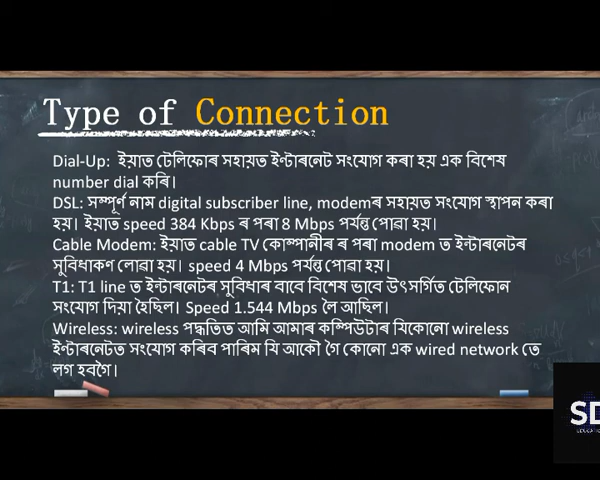 Type of Connection
Dial-Up: ইয়াত টেলিফোৰ সহায়ত ইণ্টাৰনেট সংযোগ কৰা হয় এক বিশেষ
number dial কৰি।
DSL: সম্পূৰ্ণ নাম digital subscriber line, modemৰ সহায়ত সংযোগ স্থাপন কৰা
হয়। ইয়াত speed 384 Kbps ৰ পৰা 8 Mbps পৰ্যন্ত পোৱা হয়।
Cable Modem: ইয়াত cable TV কোম্পানীৰ ৰ পৰা modem ত ইন্টাৰনেটৰ
সুবিধাকণ লোৱা হয়। speed 4 Mbps পৰ্যন্ত পোৱা হয়।
T1: T1 line ত ইন্টাৰনেটৰ সুবিধাৰ বাবে বিশেষ ভাবে উৎসৰ্গিত টেলিফোন
সংযোগ দিয়া হৈছিল। Speed 1.544 Mbps লৈ আছিল।
Wireless: wireless পদ্ধতিত আমি আমাৰ কম্পিউটাৰ যিকোনো wireless
ইণ্টাৰনেটত সংযোগ কৰিব পাৰিম যি আকৌ গৈ কোনো এক wired network তে
লগ হবগৈ।
SD